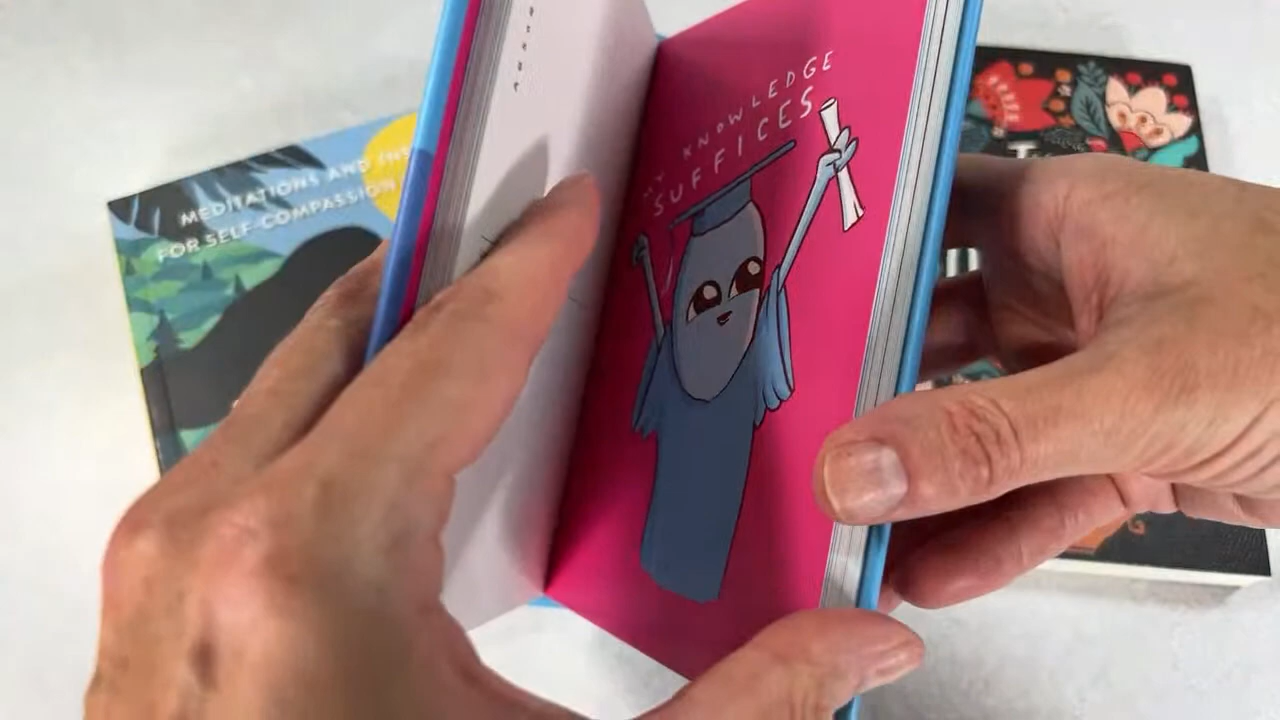 MEDITATIONS AND
FOR SELF-COMPASSION
MY KNOWLEDGE
SUFFICES